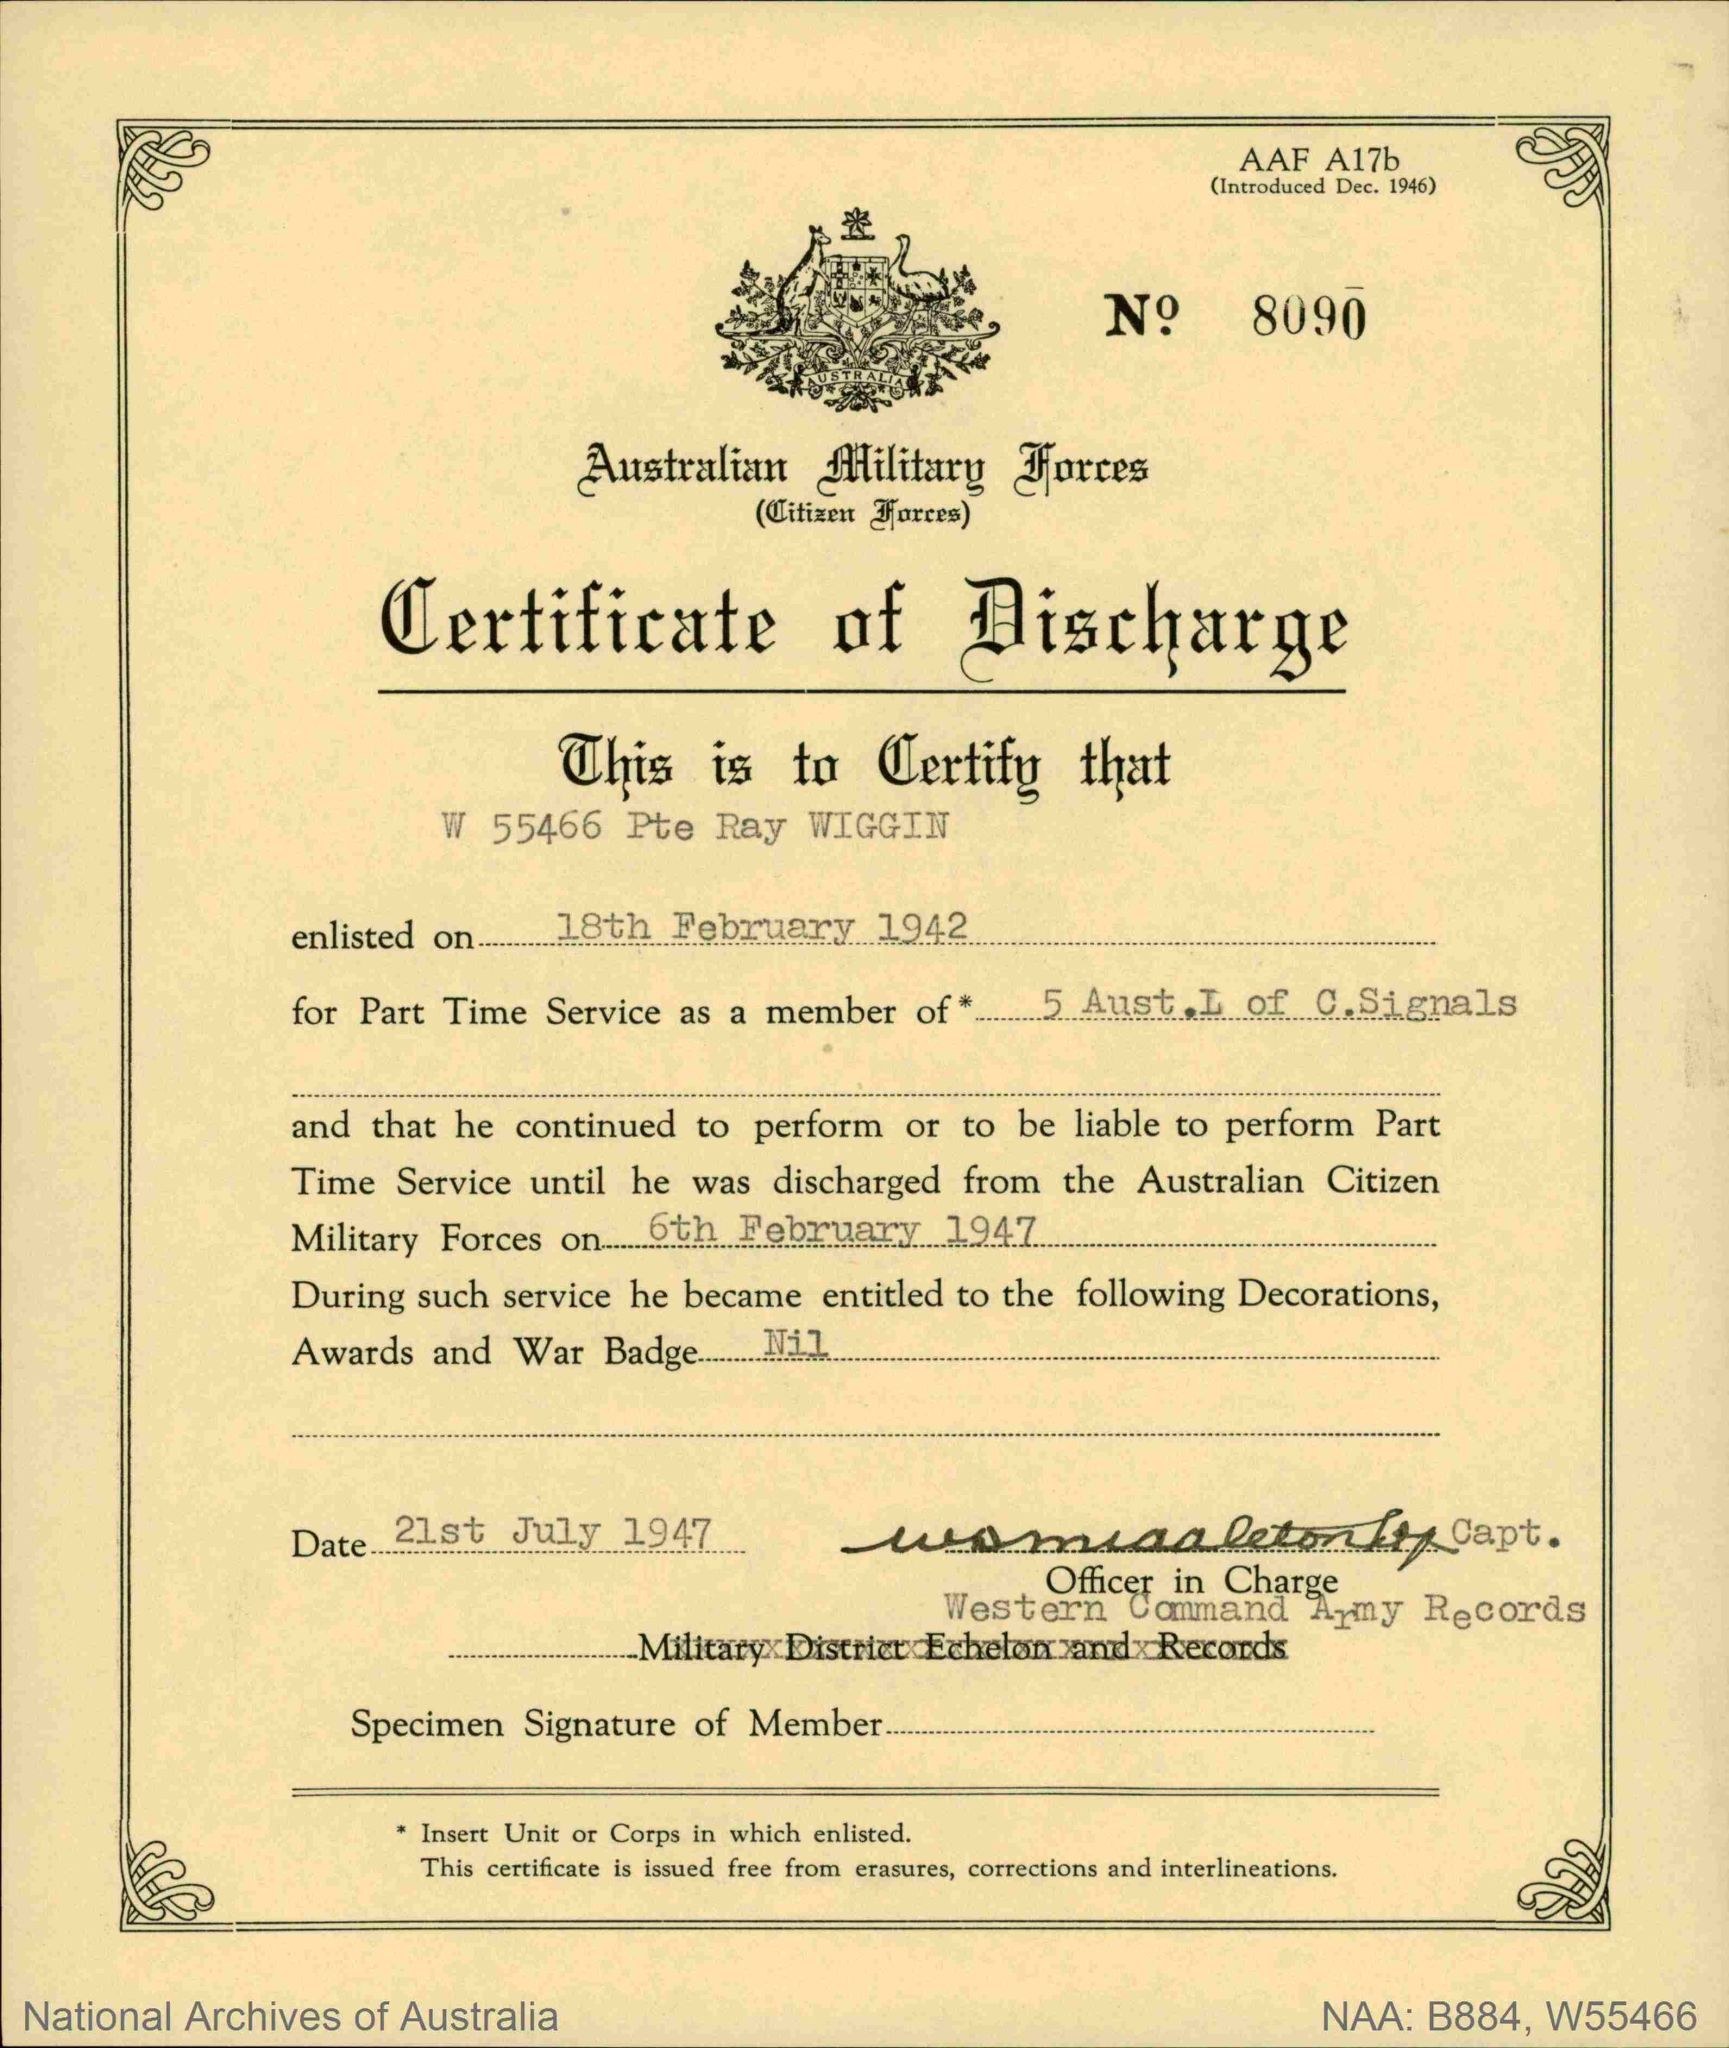 AAF A17b
(Introduced Dec. 1946)
AUSTRALIA
No 8090
Australian Military Forces
(Citizen Forces)
Certificate of Discharge
This is to Certify that
W 55466 Pte Ray WIGGIN
enlisted on 18th February 1942
for Part Time Service as a member of* 5 Aust.L of C.Signals
and that he continued to perform or to be liable to perform Part
Time Service until he was discharged from the Australian Citizen
Military Forces on 6th February 1947
During such service he became entitled to the following Decorations,
Awards and War Badge Nil
Date 21st July 1947 Capt.
Officer in Charge
Western Command Army Records
Military District Echelon and Records
Specimen Signature of Member
* Insert Unit or Corps in which enlisted.
This certificate is issued free from erasures, corrections and interlineations.
National Archives of Australia NAA: B884, W55466